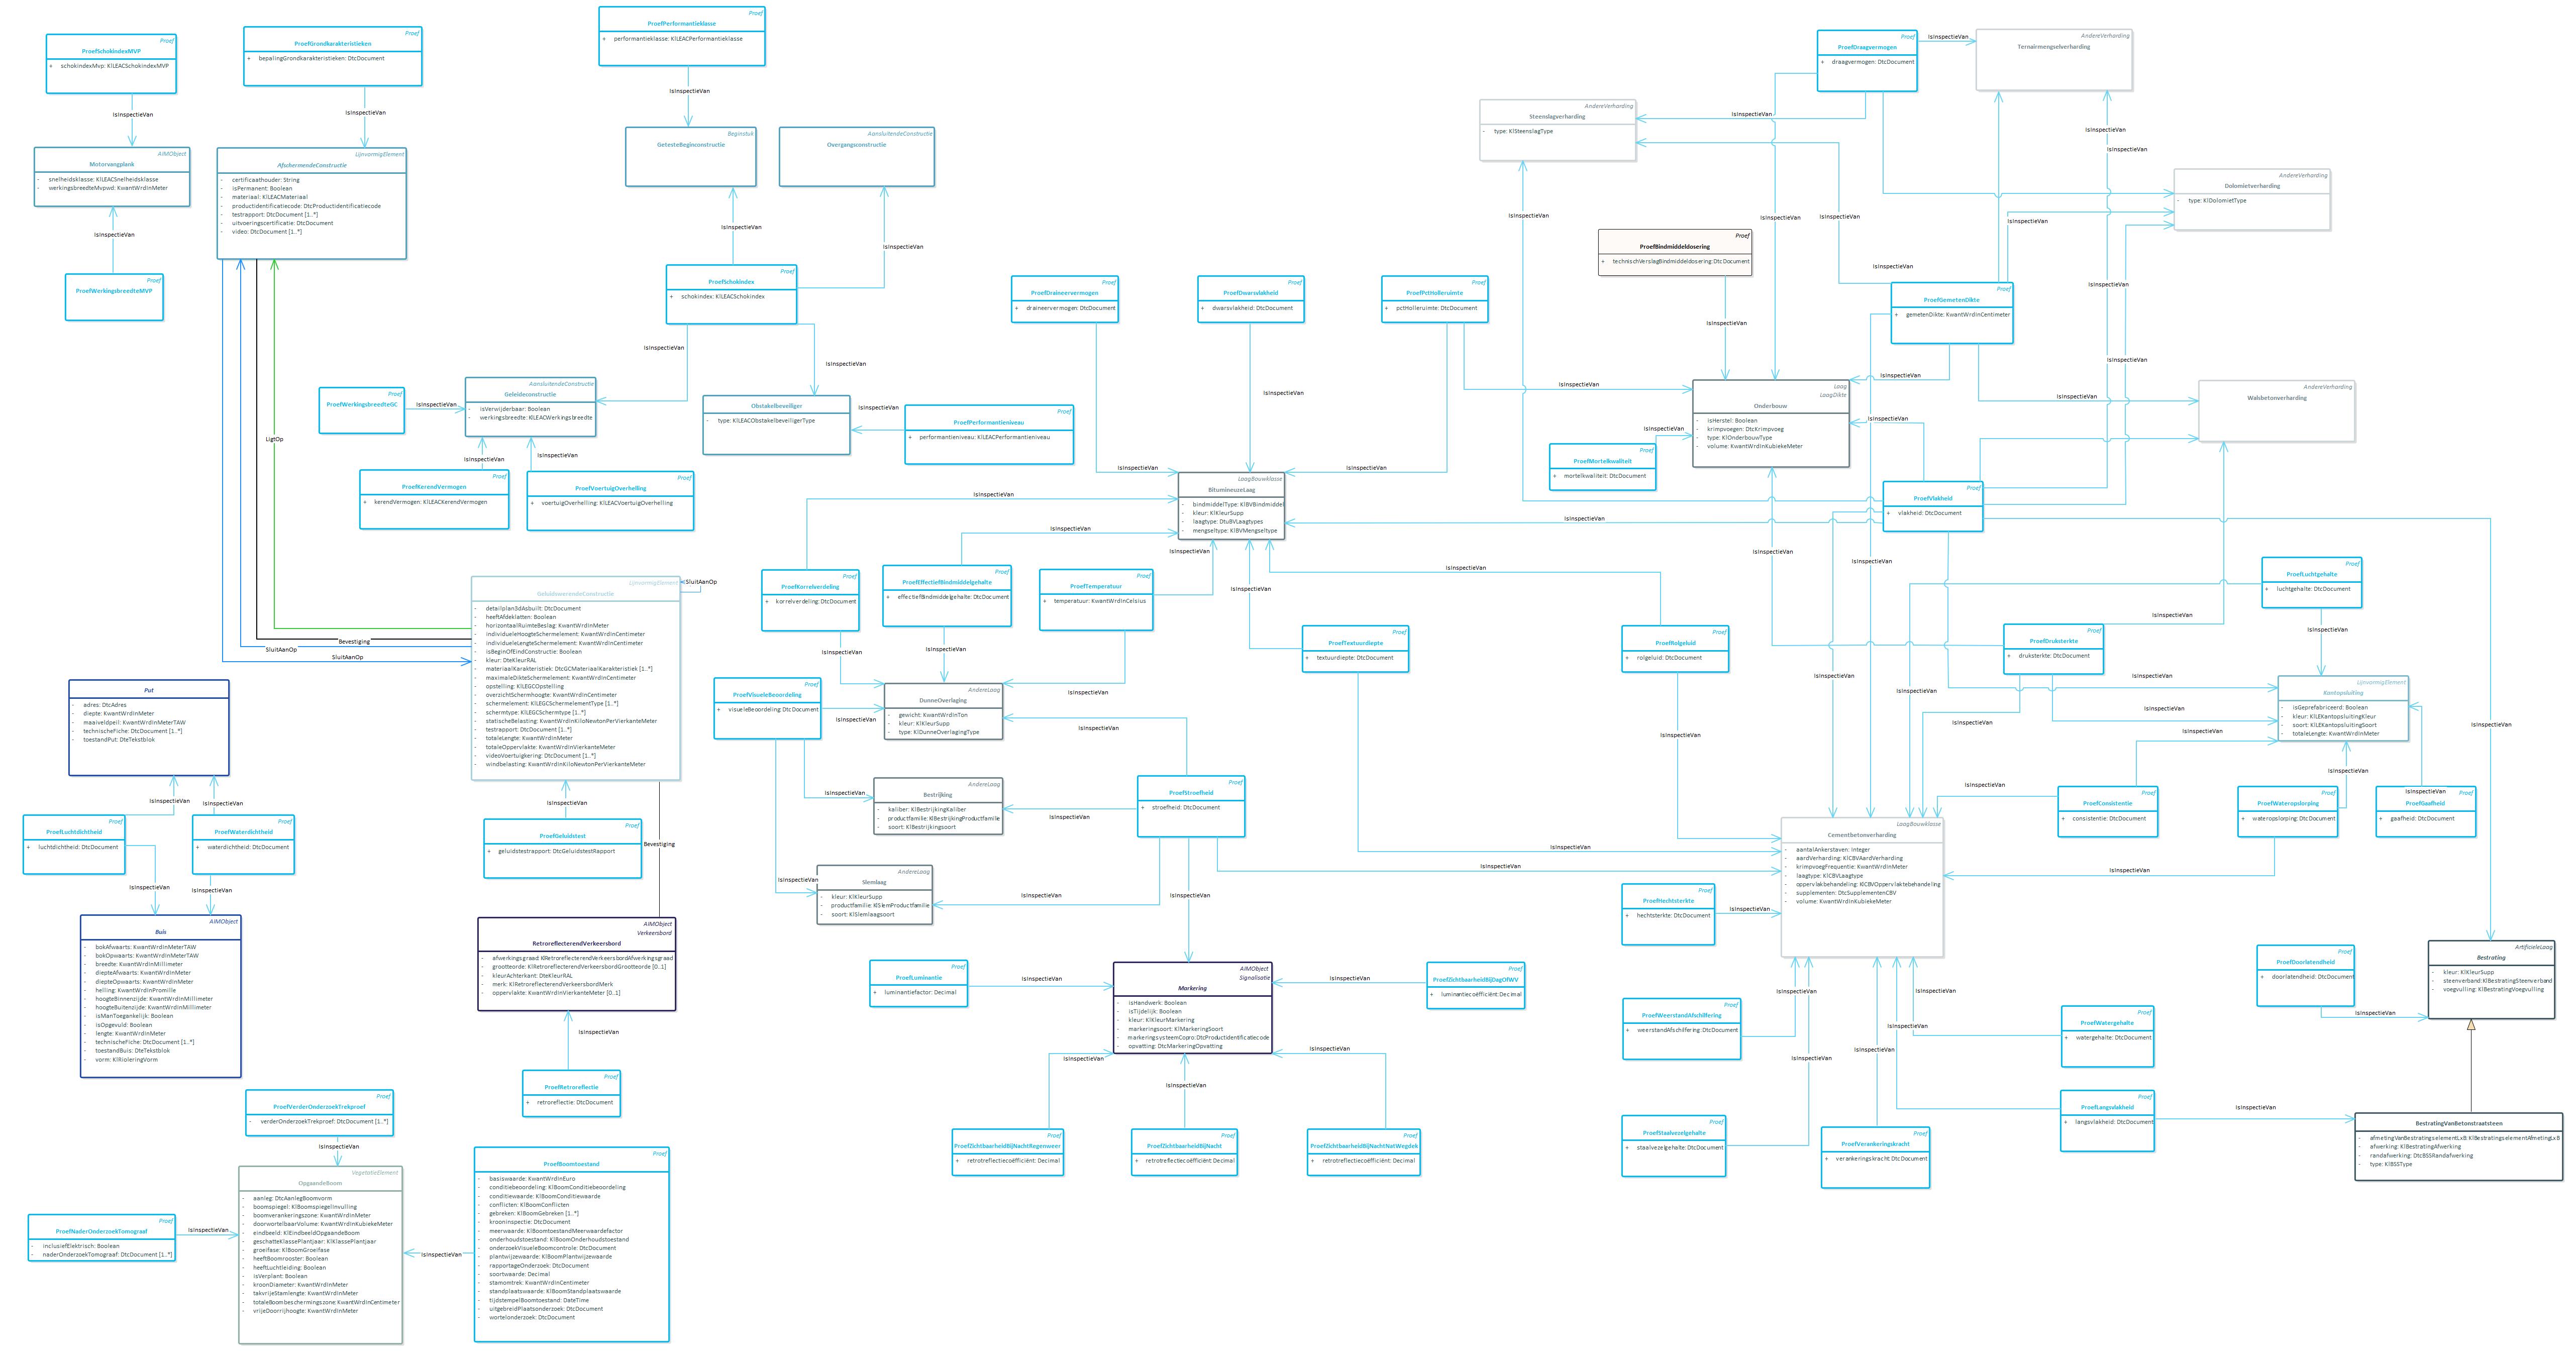 Proef
ProefSchokindexMVP
+ schokindexMvp: KlLEACSchokindexMVP
IsInspectieVan
AIMObject
Motorvangplank
- snelheidsklasse: KlLEACSnelheidsklasse
- werkingsbreedteMvpwd: KwantWrdInMeter
IsInspectieVan
Proef
ProefWerkingsbreedteMVP
Proef
ProefGrondkarakteristieken
+ bepalingGrondkarakteristieken: DtcDocument
IsInspectieVan
LijnvormigElement
AfschermendeConstructie
- certificaathouder: String
- isPermanent: Boolean
- materiaal: KlLEACMateriaal
- productidentificatiecode: DtcProductidentificatiecode
- testrapport: DtcDocument [1..*]
- uitvoeringscertificatie: DtcDocument
- video: DtcDocument [1..*]
LigtOp
Bevestiging
SluitAanOp
SluitAanOp
Proef
ProefPerformantieklasse
+ performantieklasse: KlLEACPerformantieklasse
IsInspectieVan
Beginstuk
GetesteBeginconstructie
AansluitendeConstructie
Overgangsconstructie
IsInspectieVan
IsInspectieVan
Proef
ProefSchokindex
+ schokindex: KlLEACSchokindex
IsInspectieVan
IsInspectieVan
Proef
ProefWerkingsbreedteGC
IsInspectieVan
AansluitendeConstructie
Geleideconstructie
- isVerwijderbaar: Boolean
- werkingsbreedte: KlLEACWerkingsbreedte
Obstakelbeveiliger
- type: KlLEACObstakelbeveiligerType
IsInspectieVan
Proef
ProefPerformantieniveau
+ performantieniveau: KlLEACPerformantieniveau
IsInspectieVan
IsInspectieVan
Proef
ProefKerendVermogen
+ kerendVermogen: KlLEACKerendVermogen
Proef
ProefVoertuigOverhelling
+ voertuigOverhelling: KlLEACVoertuigOverhelling
LijnvormigElement
GeluidswerendeConstructie
SluitAanOp
- detailplan3dAsbuilt: DtcDocument
- heeftAfdeklatten: Boolean
- horizontaalRuimteBeslag: KwantWrdInMeter
- individueleHoogteSchermelement: KwantWrdInCentimeter
- individueleLengteSchermelement: KwantWrdInCentimeter
- isBeginOfEindConstructie: Boolean
- kleur: DteKleurRAL
- materiaalKarakteristiek: DtcGCMateriaalKarakteristiek [1..*]
- maximaleDikteSchermelement: KwantWrdInCentimeter
- opstelling: KlLEGCOpstelling
- overzichtSchermhoogte: KwantWrdInCentimeter
- schermelement: KlLEGCSchermelementType [1..*]
- schermtype: KlLEGCSchermtype [1..*]
- statischeBelasting: KwantWrdInKiloNewtonPerVierkanteMeter
- testrapport: DtcDocument [1..*]
- totaleLengte: KwantWrdInMeter
- totaleOppervlakte: KwantWrdInVierkanteMeter
- videoVoertuigkering: DtcDocument [1..*]
- windbelasting: KwantWrdInKiloNewtonPerVierkanteMeter
IsInspectieVan
Proef
ProefGeluidstest
+ geluidstestrapport: DtcGeluidstestRapport
Bevestiging
AIMObject
Verkeersbord
RetroreflecterendVerkeersbord
- afwerkingsgraad: KlRetroreflecterendVerkeersbordAfwerkingsgraad
- grootteorde: KlRetroreflecterendVerkeersbordGrootteorde [0..1]
- kleurAchterkant: DteKleurRAL
- merk: KlRetroreflecterendVerkeersbordMerk
- oppervlakte: KwantWrdInVierkanteMeter [0..1]
IsInspectieVan
Proef
ProefRetroreflectie
+ retroreflectie: DtcDocument
Put
- adres: DtcAdres
- diepte: KwantWrdInMeter
- maaiveldpeil: KwantWrdInMeterTAW
- technischeFiche: DtcDocument [1..*]
- toestandPut: DteTekstblok
IsInspectieVan
IsInspectieVan
Proef
ProefLuchtdichtheid
+ luchtdichtheid: DtcDocument
Proef
ProefWaterdichtheid
+ waterdichtheid: DtcDocument
IsInspectieVan
IsInspectieVan
AIMObject
Buis
- bokAfwaarts: KwantWrdInMeterTAW
- bokOpwaarts: KwantWrdInMeterTAW
- breedte: KwantWrdInMillimeter
- diepteAfwaarts: KwantWrdInMeter
- diepteOpwaarts: KwantWrdInMeter
- helling: KwantWrdInPromille
- hoogteBinnenzijde: KwantWrdInMillimeter
- hoogteBuitenzijde: KwantWrdInMillimeter
- isManToegankelijk: Boolean
- isOpgevuld: Boolean
- lengte: KwantWrdInMeter
- technischeFiche: DtcDocument [1..*]
- toestandBuis: DteTekstblok
- vorm: KlRioleringVorm
Proef
ProefVerderOnderzoekTrekproef
- verderOnderzoekTrekproef: DtcDocument [1..*]
IsInspectieVan
Proef
ProefNaderOnderzoekTomograaf
- inclusiefElektrisch: Boolean
- naderOnderzoekTomograaf: DtcDocument [1..*]
IsInspectieVan
VegetatieElement
OpgaandeBoom
- aanleg: DtcAanlegBoomvorm
- boomspiegel: KlBoomspiegelinvulling
- boomverankeringszone: KwantWrdInMeter
- doorwortelbaarVolume: KwantWrdInKubiekeMeter
- eindbeeld: KlEindbeeldOpgaandeBoom
- geschatteKlassePlantjaar: KlKlassePlantjaar
- groeifase: KlBoomGroeifase
- heeftBoomrooster: Boolean
- heeftLuchtleiding: Boolean
- isVerplant: Boolean
- kroonDiameter: KwantWrdInMeter
- takvrijeStamlengte: KwantWrdInMeter
- totaleBoombeschermingszone: KwantWrdInCentimeter
- vrijeDoorrijhoogte: KwantWrdInMeter
IsInspectieVan
Proef
ProefBoomtoestand
- basiswaarde: KwantWrdInEuro
- conditiebeoordeling: KlBoomConditiebeoordeling
- conditiewaarde: KlBoomConditiewaarde
- conflicten: KlBoomConflicten
- gebreken: KlBoomGebreken [1..*]
- krooninspectie: DtcDocument
- meerwaarde: KlBoomtoestandMeerwaardefactor
- onderhoudstoestand: KlBoomOnderhoudstoestand
- onderzoekVisueleBoomcontrole: DtcDocument
- plantwijzewaarde: KlBoomPlantwijzewaarde
- rapportageOnderzoek: DtcDocument
- soortwaarde: Decimal
- stamomtrek: KwantWrdInCentimeter
- standplaatswaarde: KlBoomStandplaatswaarde
- tijdstempelBoomtoestand: DateTime
- uitgebreidPlaatsonderzoek: DtcDocument
- wortelonderzoek: DtcDocument
Proef
ProefDraineervermogen
+ draineervermogen: DtcDocument
Proef
ProefDwarsvlakheid
+ dwarsvlakheid: DtcDocument
Proef
ProefPctHolleruimte
+ pctHolleruimte: DtcDocument
IsInspectieVan
IsInspectieVan
IsInspectieVan
IsInspectieVan
LaagBouwklasse
BitumineuzeLaag
- bindmiddelType: KlBVBindmiddel
- kleur: KlKleurSupp
- laagtype: DtuBVLaagtypes
- mengseltype: KlBVMengseltype
IsInspectieVan
IsInspectieVan
IsInspectieVan
IsInspectieVan
IsInspectieVan
IsInspectieVan
Proef
ProefKorrelverdeling
+ korrelverdeling: DtcDocument
Proef
ProefEffectiefBindmiddelgehalte
+ effectiefBindmiddelgehalte: DtcDocument
Proef
ProefTemperatuur
+ temperatuur: KwantWrdInCelsius
IsInspectieVan
IsInspectieVan
IsInspectieVan
Proef
ProefVisueleBeoordeling
+ visueleBeoordeling: DtcDocument
IsInspectieVan
AndereLaag
DunneOverlaging
- gewicht: KwantWrdInTon
- kleur: KlKleurSupp
- type: KlDunneOverlagingType
IsInspectieVan
IsInspectieVan
AndereLaag
Bestrijking
- kaliber: KlBestrijkingKaliber
- productfamilie: KlBestrijkingProductfamilie
- soort: KlBestrijkingsoort
IsInspectieVan
Proef
ProefStroefheid
+ stroefheid: DtcDocument
IsInspectieVan
AndereLaag
Slemlaag
- kleur: KlKleurSupp
- productfamilie: KlSlemProductfamilie
- soort: KlSlemlaagsoort
IsInspectieVan
IsInspectieVan
IsInspectieVan
Proef
ProefTextuurdiepte
+ textuurdiepte: DtcDocument
IsInspectieVan
Proef
ProefRolgeluid
+ rolgeluid: DtcDocument
IsInspectieVan
Proef
ProefLuminantie
+ luminantiefactor: Decimal
IsInspectieVan
AIMObject
Signalisatie
Markering
- isHandwerk: Boolean
- isTijdelijk: Boolean
- kleur: KlKleurMarkering
- markeringsoort: KlMarkeringSoort
- markeringsysteemCopro: DtcProductidentificatiecode
- opvatting: DtcMarkeringOpvatting
IsInspectieVan
Proef
ProefZichtbaarheidBijDagOfWV
+ luminantiecoëfficiënt: Decimal
IsInspectieVan
IsInspectieVan
IsInspectieVan
Proef
ProefZichtbaarheidBijNachtRegenweer
+ retrotreflectiecoëfficiënt: Decimal
Proef
ProefZichtbaarheidBijNacht
+ retrotreflectiecoëfficiënt: Decimal
Proef
ProefZichtbaarheidBijNachtNatWegdek
+ retrotreflectiecoëfficiënt: Decimal
Proef
ProefDraagvermogen
+ draagvermogen: DtcDocument
IsInspectieVan
AndereVerharding
Ternairmengselverharding
AndereVerharding
Steenslagverharding
- type: KlSteenslagType
IsInspectieVan
IsInspectieVan
IsInspectieVan
AndereVerharding
Dolomietverharding
- type: KlDolomietType
IsInspectieVan
IsInspectieVan
IsInspectieVan
IsInspectieVan
Proef
ProefBindmiddeldosering
+ technischVerslagBindmiddeldosering: DtcDocument
IsInspectieVan
IsInspectieVan
IsInspectieVan
Proef
ProefGemetenDikte
+ gemetenDikte: KwantWrdInCentimeter
IsInspectieVan
IsInspectieVan
IsInspectieVan
IsInspectieVan
Laag
LaagDikte
Onderbouw
- isHerstel: Boolean
- krimpvoegen: DtcKrimpvoeg
- type: KlOnderbouwType
- volume: KwantWrdInKubiekeMeter
IsInspectieVan
IsInspectieVan
AndereVerharding
Walsbetonverharding
Proef
ProefMortelkwaliteit
+ mortelkwaliteit: DtcDocument
Proef
ProefVlakheid
+ vlakheid: DtcDocument
IsInspectieVan
IsInspectieVan
IsInspectieVan
Proef
ProefLuchtgehalte
+ luchtgehalte: DtcDocument
IsInspectieVan
IsInspectieVan
Proef
ProefDruksterkte
+ druksterkte: DtcDocument
IsInspectieVan
IsInspectieVan
IsInspectieVan
IsInspectieVan
IsInspectieVan
IsInspectieVan
LijnvormigElement
Kantopsluiting
- isGeprefabriceerd: Boolean
- kleur: KlLEKantopsluitingKleur
- soort: KlLEKantopsluitingSoort
- totaleLengte: KwantWrdInMeter
IsInspectieVan
IsInspectieVan
IsInspectieVan
IsInspectieVan
Proef
ProefConsistentie
+ consistentie: DtcDocument
Proef
ProefWateropslorping
+ wateropslorping: DtcDocument
Proef
ProefGaafheid
+ gaafheid: DtcDocument
LaagBouwklasse
Cementbetonverharding
- aantalAnkerstaven: Integer
- aardVerharding: KlCBVAardVerharding
- krimpvoegFrequentie: KwantWrdInMeter
- laagtype: KlCBVLaagtype
- oppervlakbehandeling: KlCBVOppervlaktebehandeling
- supplementen: DtcSupplementenCBV
- volume: KwantWrdInKubiekeMeter
IsInspectieVan
IsInspectieVan
IsInspectieVan
Proef
ProefHechtsterkte
+ hechtsterkte: DtcDocument
IsInspectieVan
Proef
ProefWeerstandAfschilfering
+ weerstandAfschilfering: DtcDocument
IsInspectieVan
IsInspectieVan
IsInspectieVan
IsInspectieVan
IsInspectieVan
Proef
ProefWatergehalte
+ watergehalte: DtcDocument
Proef
ProefStaalvezelgehalte
+ staalvezelgehalte: DtcDocument
Proef
ProefVerankeringskracht
+ verankeringskracht: DtcDocument
Proef
ProefLangsvlakheid
+ langsvlakheid: DtcDocument
IsInspectieVan
Proef
ProefDoorlatendheid
+ doorlatendheid: DtcDocument
IsInspectieVan
ArtificieleLaag
Bestrating
- kleur: KlKleurSupp
- steenverband: KlBestratingSteenverband
- voegvulling: KlBestratingVoegvulling
BestratingVanBetonstraatsteen
- afmetingVanBestratingselementLxB: KlBestratingselementAfmetingLxB
- afwerking: KlBestratingAfwerking
- randafwerking: DtcBSSRandafwerking
- type: KlBSSType